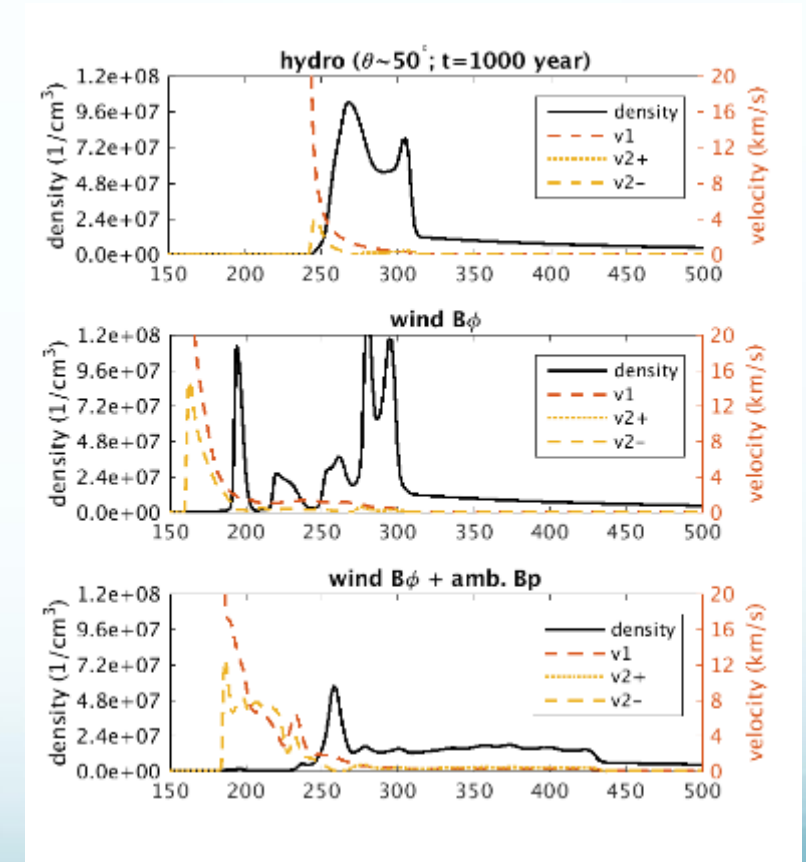 hydro (θ~50°; t=1000 year)
density (1/cm³)
1.2e+08
9.6e+07
7.2e+07
4.8e+07
2.4e+07
0.0e+00
20
16
12
8
4
0
velocity (km/s)
density
v1
v2+
v2-
150 200 250 300 350 400 450 500
wind Bϕ
density (1/cm³)
1.2e+08
9.6e+07
7.2e+07
4.8e+07
2.4e+07
0.0e+00
20
16
12
8
4
0
velocity (km/s)
density
v1
v2+
v2-
150 200 250 300 350 400 450 500
wind Bϕ + amb. Bp
density (1/cm³)
1.2e+08
9.6e+07
7.2e+07
4.8e+07
2.4e+07
0.0e+00
20
16
12
8
4
0
velocity (km/s)
density
v1
v2+
v2-
150 200 250 300 350 400 450 500